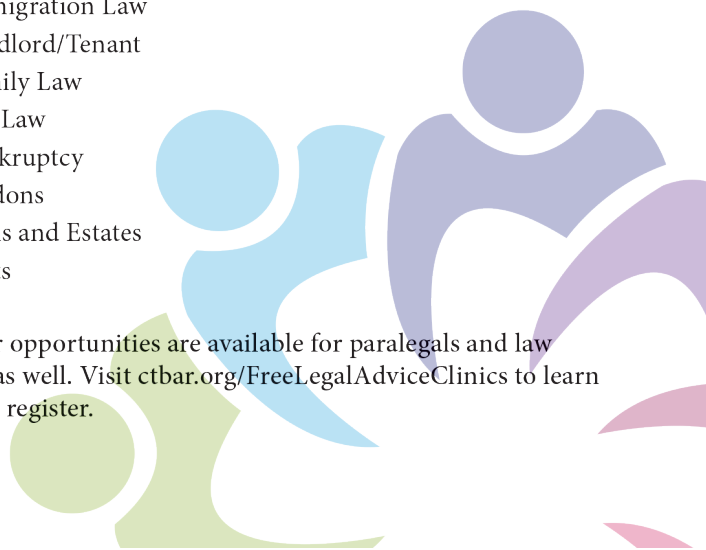 nigration Law
dlord/Tenant
ily Law
Law
kruptcy
dons
s and Estates
s
r opportunities are available for paralegals and law
as well. Visit ctbar.org/FreeLegalAdviceClinics to learn
register.